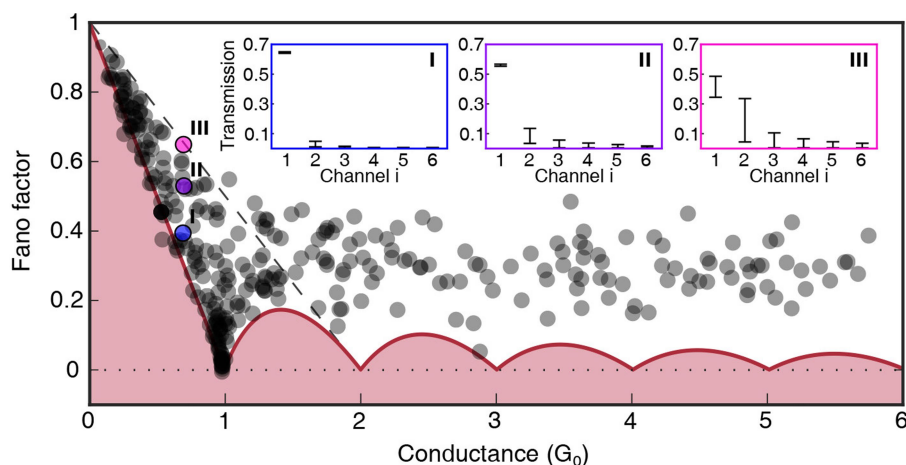 1
0.8
0.6
0.4
0.2
0
Fano factor
0
1
2
3
4
5
6
Conductance (G₀)
III
II
I
Transmission
0.7
0.5
0.3
0.1
I
1 2 3 4 5 6
Channel i
0.7
0.5
0.3
0.1
II
1 2 3 4 5 6
Channel i
0.7
0.5
0.3
0.1
III
1 2 3 4 5 6
Channel i